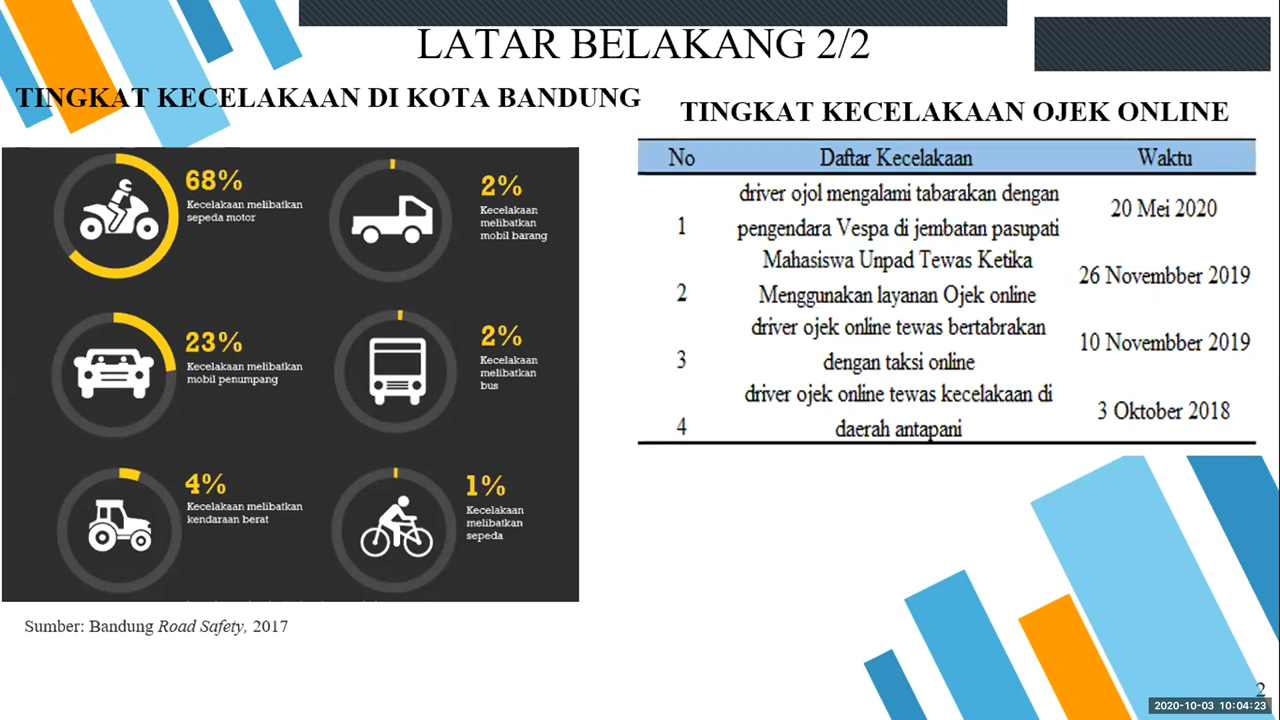 LATAR BELAKANG 2/2
TINGKAT KECELAKAAN DI KOTA BANDUNG
68%
Kecelakaan melibatkan
sepeda motor
2%
Kecelakaan
melibatkan
mobil barang
23%
Kecelakaan melibatkan
mobil penumpang
2%
Kecelakaan
melibatkan
bus
4%
Kecelakaan melibatkan
kendaraan berat
1%
Kecelakaan
melibatkan
sepeda
Sumber: Bandung Road Safety, 2017
TINGKAT KECELAKAAN OJEK ONLINE
No Daftar Kecelakaan Waktu
driver ojol mengalami tabarakan dengan
1 pengendara Vespa di jembatan pasupati 20 Mei 2020
Mahasiswa Unpad Tewas Ketika
2 Menggunakan layanan Ojek online 26 Novembber 2019
driver ojek online tewas bertabrakan
3 dengan taksi online 10 Novembber 2019
driver ojek online tewas kecelakaan di
4 daerah antapani 3 Oktober 2018
2
2020-10-03 10:04:23